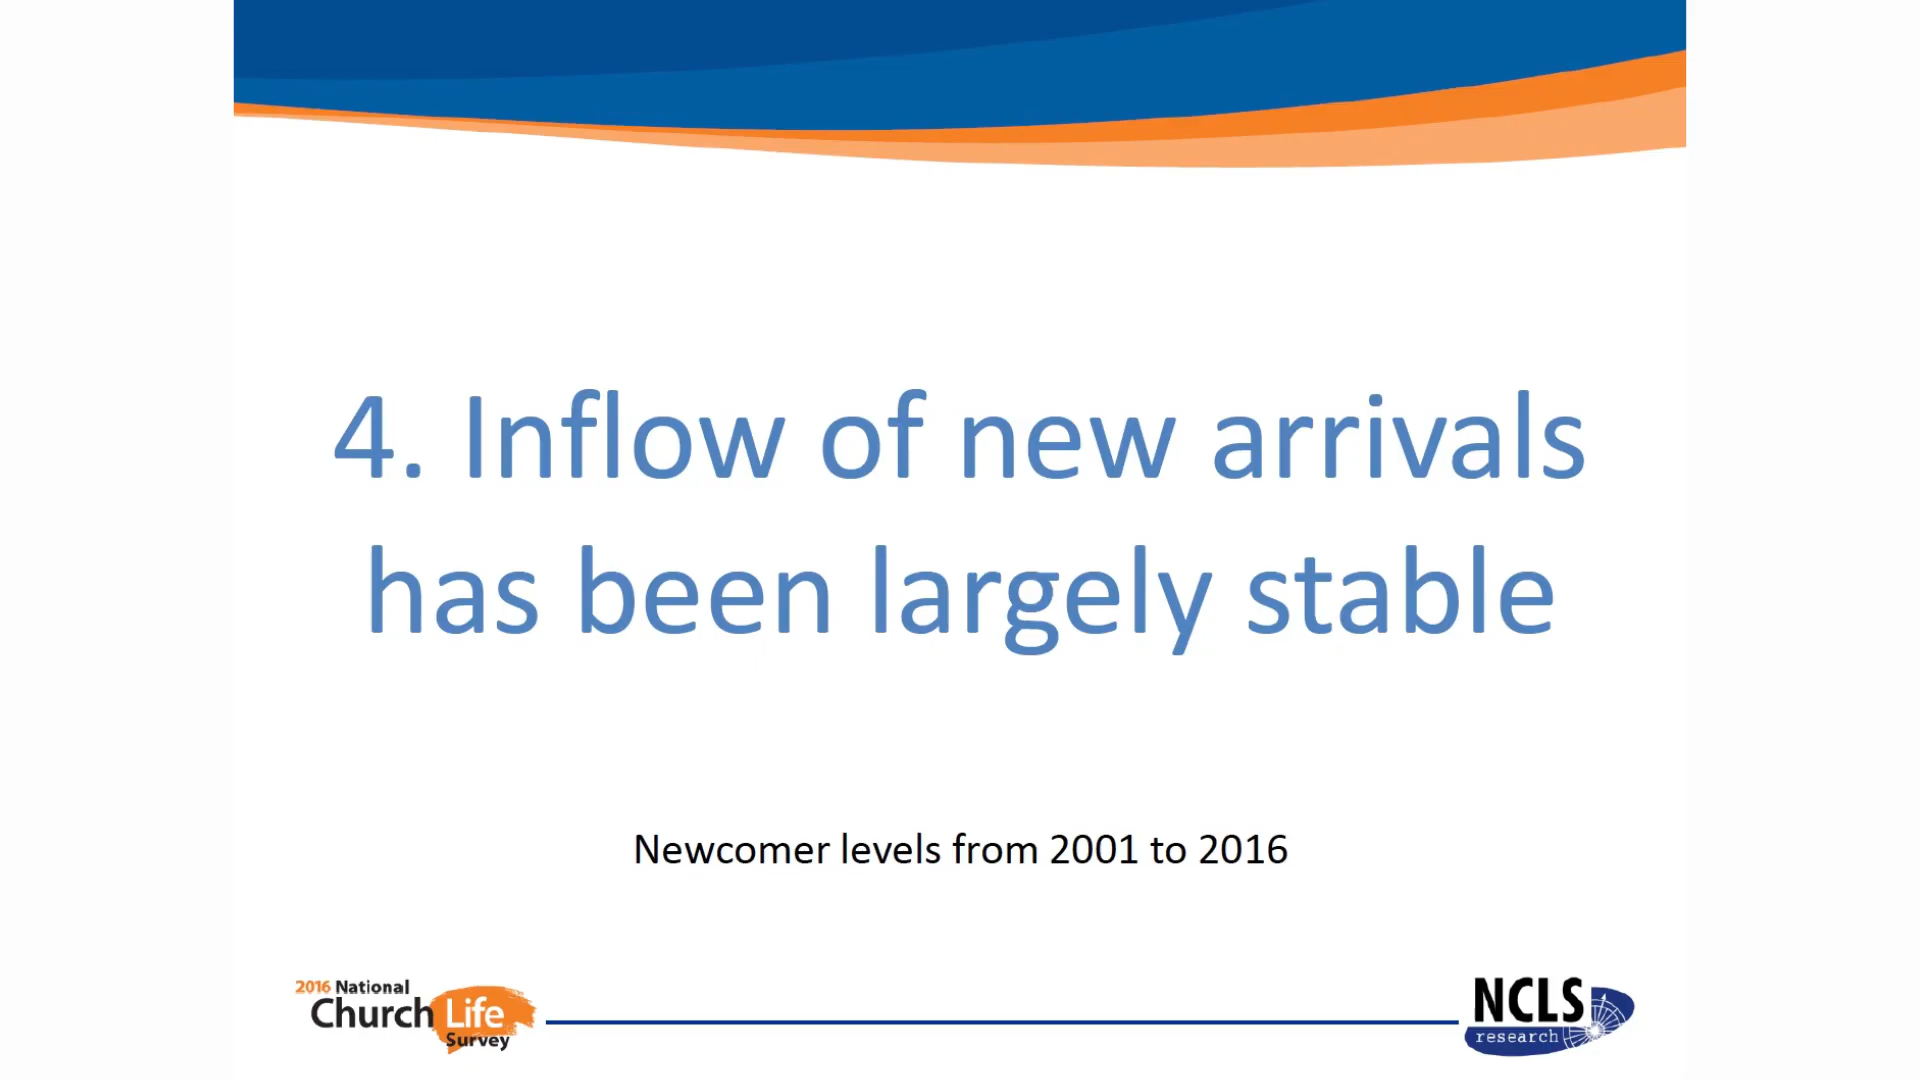 4. Inflow of new arrivals
has been largely stable
Newcomer levels from 2001 to 2016
2016 National
Church Life
Survey
NCLS
research